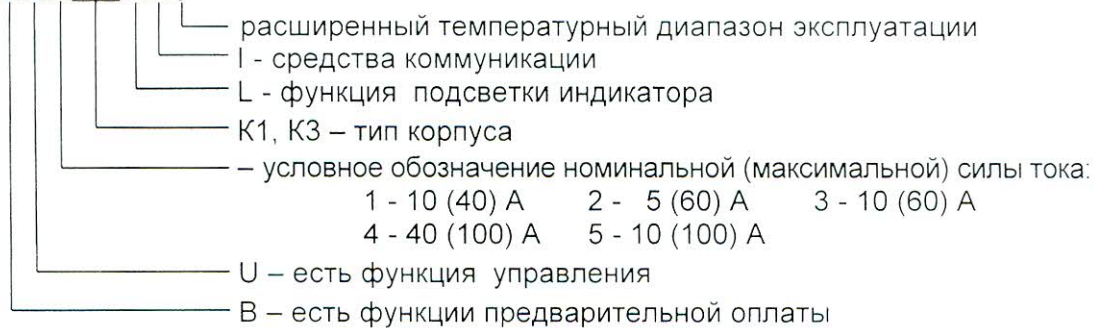 расширенный температурный диапазон эксплуатации
I - средства коммуникации
L - функция подсветки индикатора
К1, К3 – тип корпуса
– условное обозначение номинальной (максимальной) силы тока:
1 - 10 (40) А 2 - 5 (60) А 3 - 10 (60) А
4 - 40 (100) А 5 - 10 (100) А
U – есть функция управления
В – есть функции предварительной оплаты